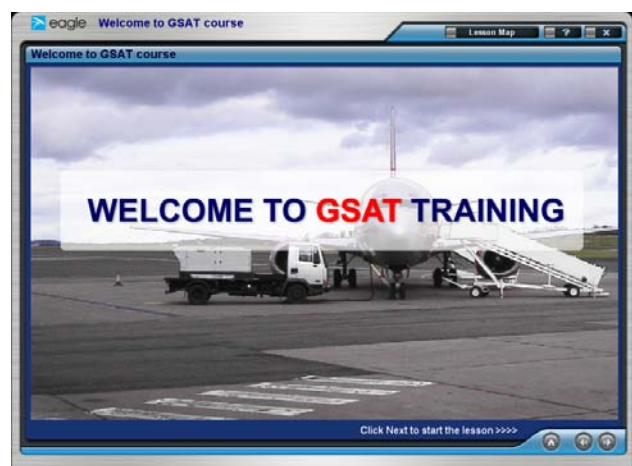 eagle Welcome to GSAT course
Lesson Map ? X
Welcome to GSAT course
WELCOME TO GSAT TRAINING
Click Next to start the lesson >>>>